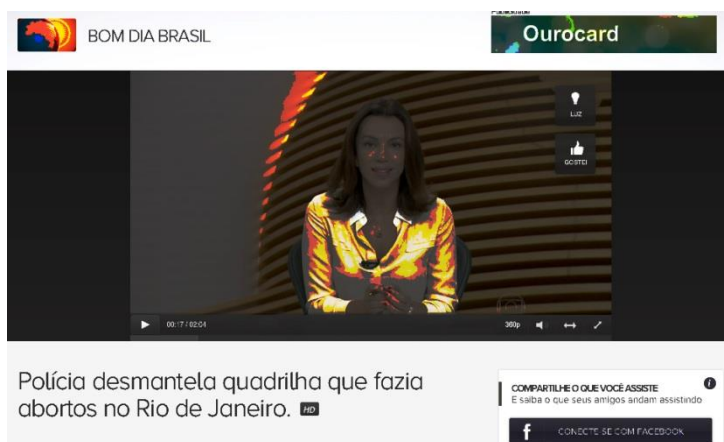 BOM DIA BRASIL
Publicidade
Ourocard
LUZ
GOSTEI
00:17 / 02:04
360p
Polícia desmantela quadrilha que fazia
abortos no Rio de Janeiro. HD
COMPARTILHE O QUE VOCÊ ASSISTE
E saiba o que seus amigos andam assistindo
f CONECTE-SE COM FACEBOOK